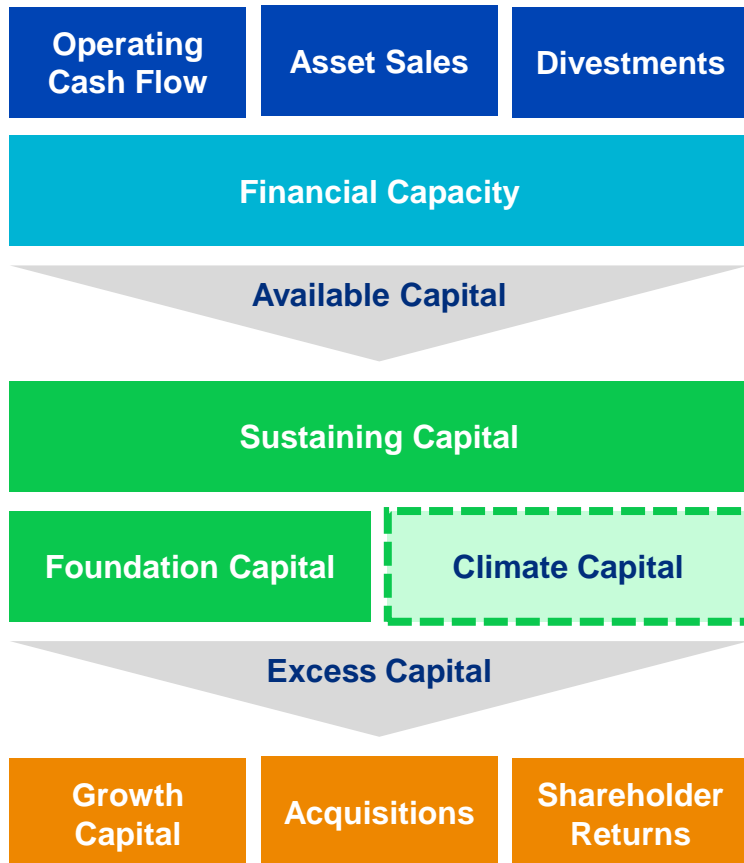 Operating
Cash Flow
Asset Sales
Divestments
Financial Capacity
Available Capital
Sustaining Capital
Foundation Capital
Climate Capital
Excess Capital
Growth
Capital
Acquisitions
Shareholder
Returns